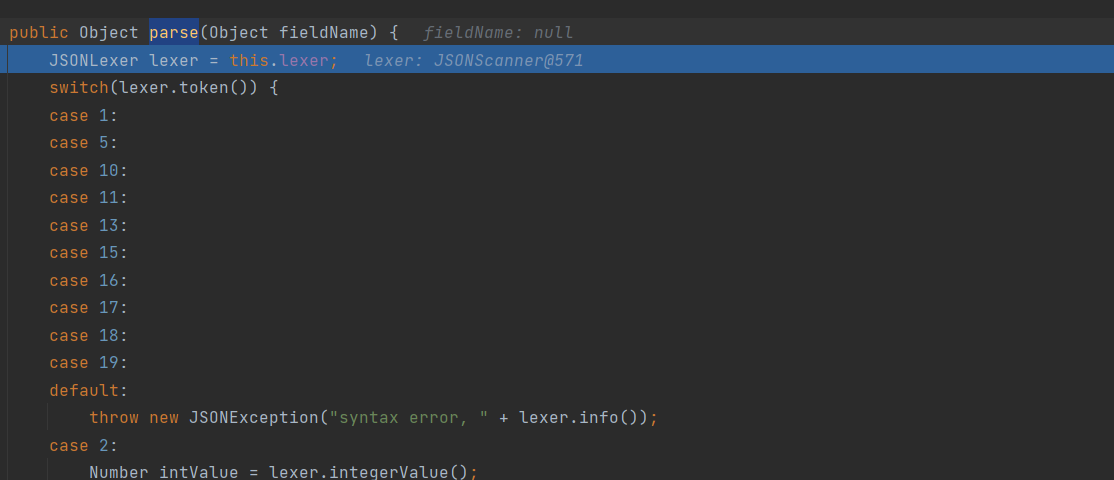 public Object parse(Object fieldName) {  fieldName: null
    JSONLexer lexer = this.lexer;  lexer: JSONScanner@571
    switch(lexer.token()) {
    case 1:
    case 5:
    case 10:
    case 11:
    case 13:
    case 15:
    case 16:
    case 17:
    case 18:
    case 19:
    default:
        throw new JSONException("syntax error, " + lexer.info());
    case 2:
        Number intValue = lexer.integerValue();